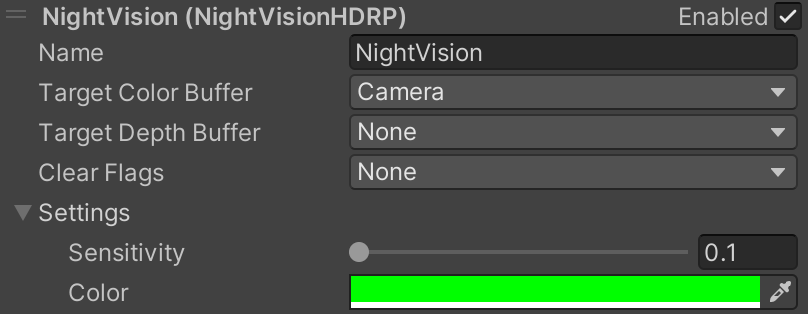 NightVision (NightVisionHDRP) Enabled
Name NightVision
Target Color Buffer Camera
Target Depth Buffer None
Clear Flags None
Settings
Sensitivity 0.1
Color